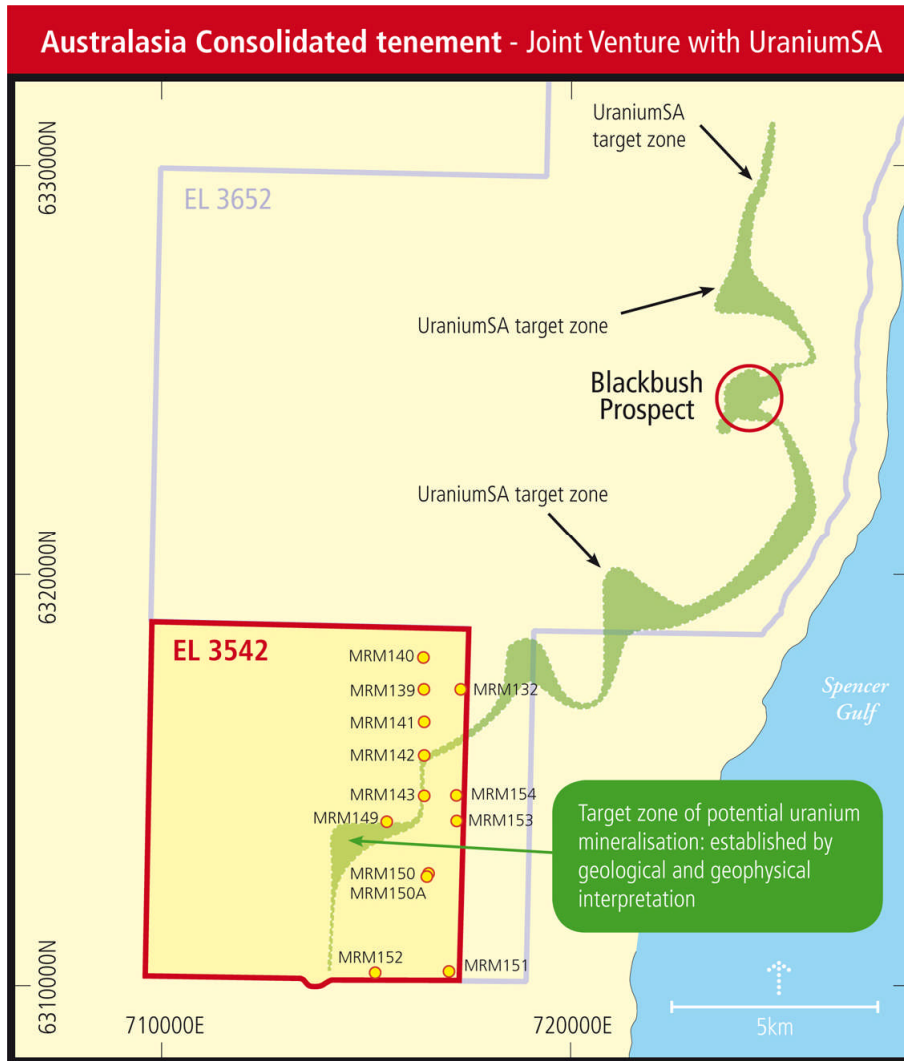 Australasia Consolidated tenement - Joint Venture with UraniumSA
UraniumSA
target zone
6330000N
EL 3652
UraniumSA target zone
Blackbush
Prospect
UraniumSA target zone
6320000N
EL 3542
MRM140
MRM139
MRM132
MRM141
Spencer
Gulf
MRM142
MRM143
MRM154
MRM149
MRM153
Target zone of potential uranium
mineralisation: established by
geological and geophysical
interpretation
MRM150
MRM150A
MRM152
MRM151
6310000N
710000E
720000E
5km